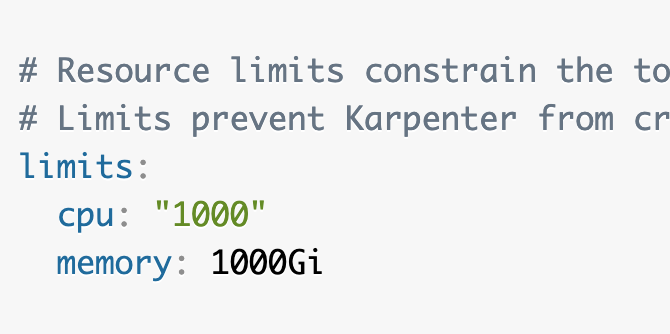 # Resource limits constrain the to
# Limits prevent Karpenter from cr
limits:
  cpu: "1000"
  memory: 1000Gi